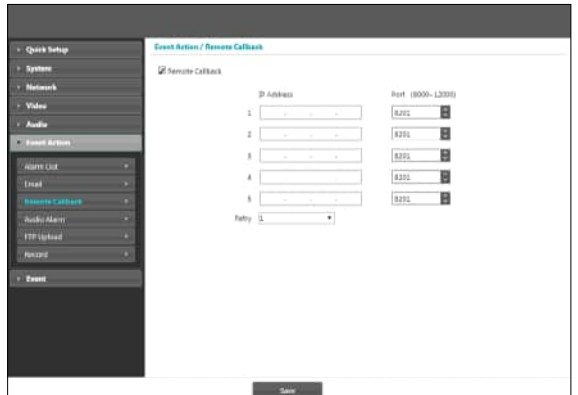 Quick Setup
System
Network
Video
Audio
Event Action
Alarm List
Email
Remote Callback
Audio Alarm
FTP Upload
Record
Event
Event Action / Remote Callback
Remote Callback
IP Address Port (8000~12000)
1 . . . 8201
2 . . . 8201
3 . . . 8201
4 . . . 8201
5 . . . 8201
Retry 1
Save